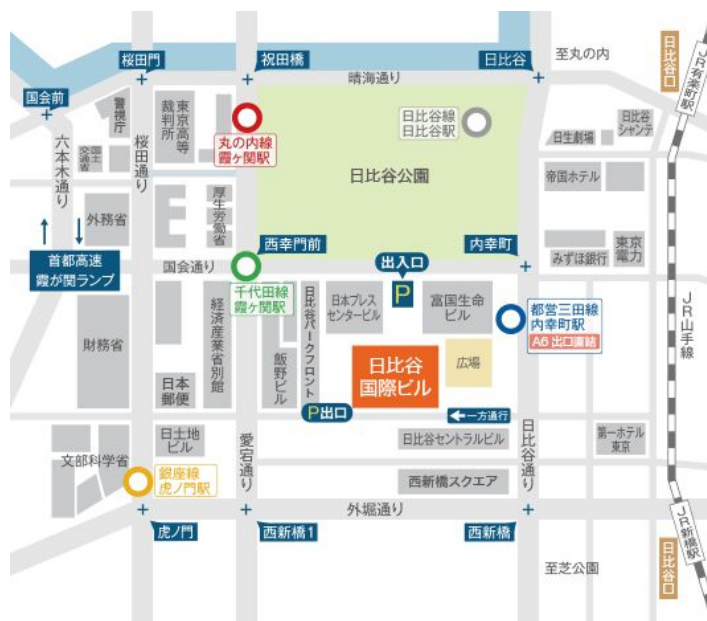 桜田門
祝田橋
日比谷
至丸の内
日比谷口
JR有楽町駅
晴海通り
国会前
警視庁
東京高等
裁判所
丸の内線
霞ヶ関駅
日比谷線
日比谷駅
日比谷
シャンテ
日生劇場
国土
交通省
六本木通り
桜田通り
日比谷公園
帝国ホテル
外務省
厚生
労働省
西幸門前
内幸町
首都高速
霞が関ランプ
国会通り
出入口
P
みずほ銀行
東京
電力
千代田線
霞ヶ関駅
日本プレス
センタービル
富国生命
ビル
都営三田線
内幸町駅
A6 出口直結
JR山手線
財務省
経済産業省別館
日比谷パークフロント
飯野ビル
日比谷
国際ビル
広場
日本
郵便
P出口
一方通行
日土地
ビル
愛宕通り
日比谷セントラルビル
日比谷通り
第一ホテル
東京
文部科学省
銀座線
虎ノ門駅
西新橋スクエア
外堀通り
虎ノ門
西新橋1
西新橋
JR新橋駅
日比谷口
至芝公園